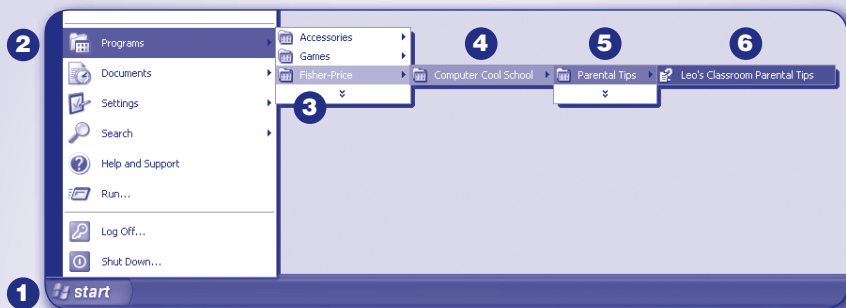 2
Programs
Accessories
Games
4
5
6
Documents
Fisher-Price
Computer Cool School
Parental Tips
Leo's Classroom Parental Tips
3
Settings
Search
Help and Support
Run...
Log Off...
Shut Down...
1
start